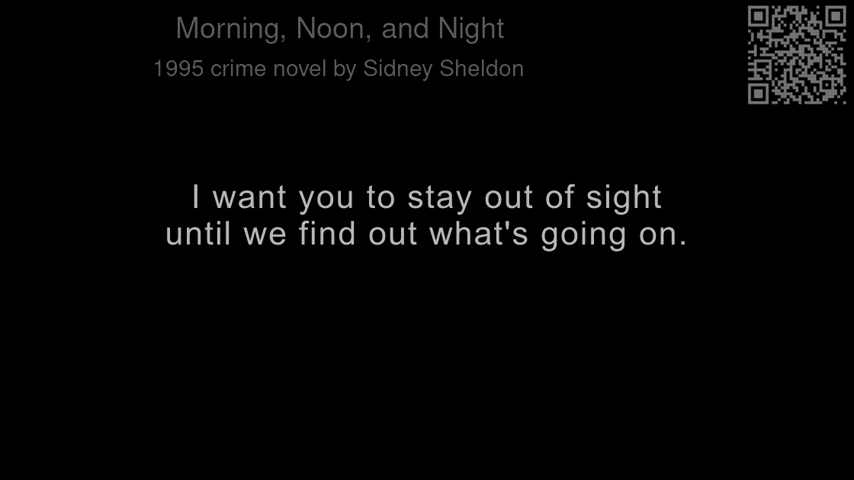 Morning, Noon, and Night
1995 crime novel by Sidney Sheldon
I want you to stay out of sight
until we find out what's going on.